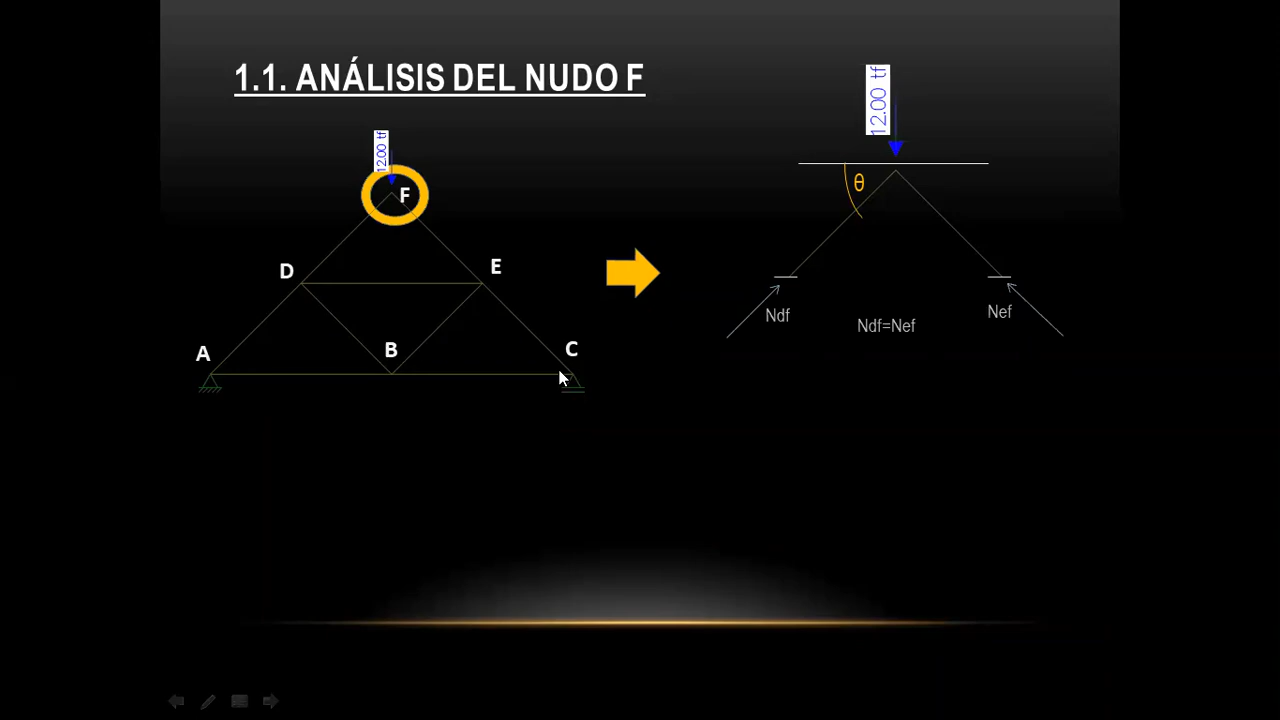 1.1. ANÁLISIS DEL NUDO F
12.00 tf
F
D
E
A
B
C
12.00 tf
θ
Ndf
Ndf=Nef
Nef